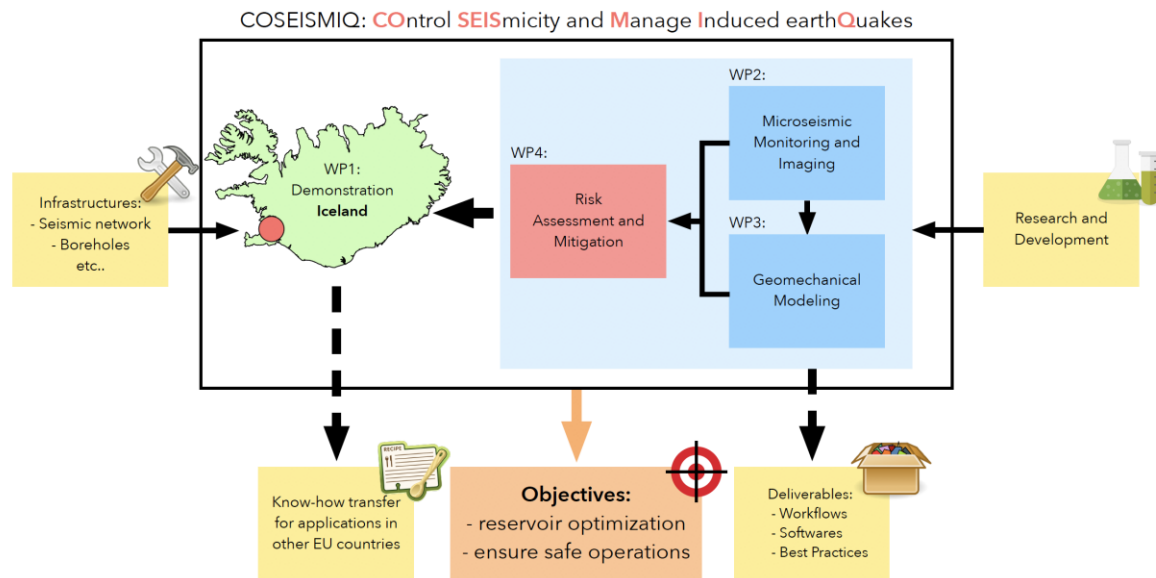 COSEISMIQ: COntrol SEISmicity and Manage Induced earthQuakes
WP2:
Microseismic
Monitoring and
Imaging
WP1:
Demonstration
Iceland
WP4:
Risk
Assessment and
Mitigation
Infrastructures:
- Seismic network
- Boreholes
etc..
Research and
Development
WP3:
Geomechanical
Modeling
RECIPE
Know-how transfer
for applications in
other EU countries
Objectives:
- reservoir optimization
- ensure safe operations
Deliverables:
- Workflows
- Softwares
- Best Practices